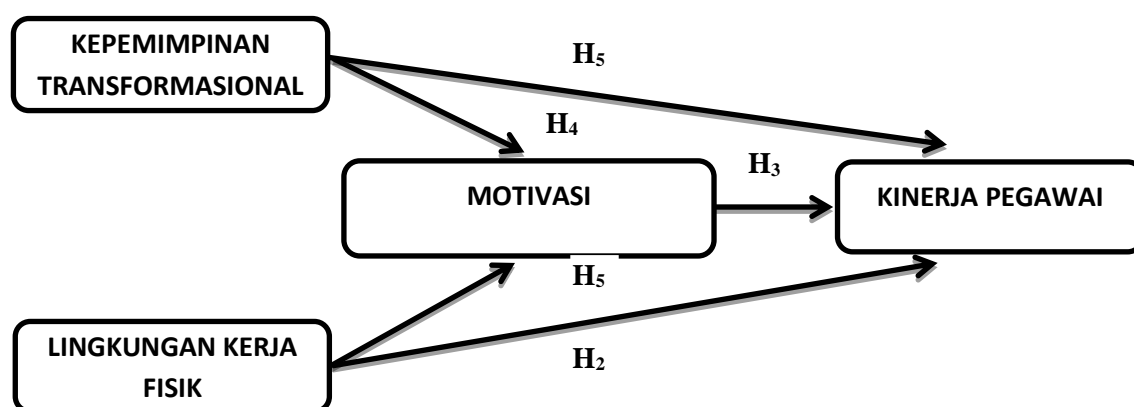 KEPEMIMPINAN
TRANSFORMASIONAL
H₅
H₄
H₃
MOTIVASI
KINERJA PEGAWAI
H₅
LINGKUNGAN KERJA
FISIK
H₂